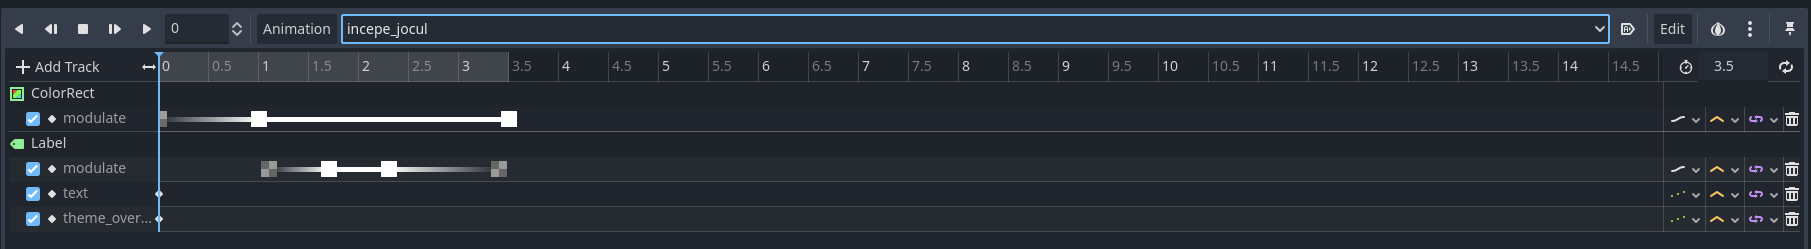 0 Animation incepe_jocul Edit
Add Track 0 0.5 1 1.5 2 2.5 3 3.5 4 4.5 5 5.5 6 6.5 7 7.5 8 8.5 9 9.5 10 10.5 11 11.5 12 12.5 13 13.5 14 14.5 3.5
ColorRect
modulate
Label
modulate
text
theme_over...